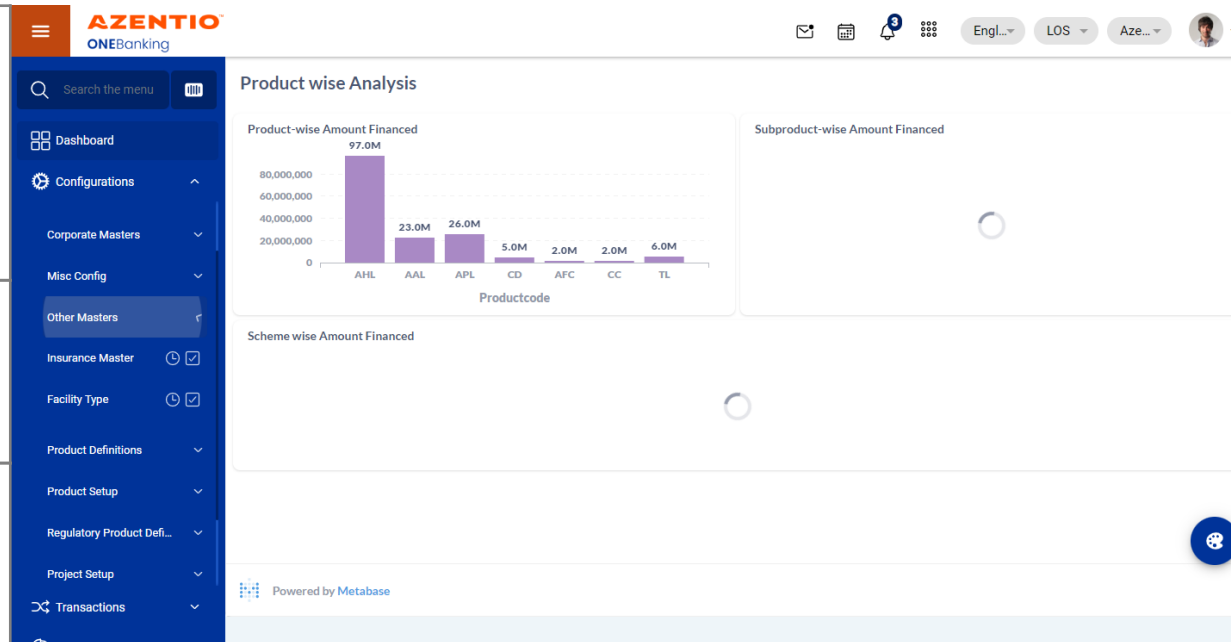 AZENTIO
ONEBanking
3
Engl...
LOS
Aze...
Search the menu
Dashboard
Configurations
Corporate Masters
Misc Config
Other Masters
Insurance Master
Facility Type
Product Definitions
Product Setup
Regulatory Product Defi...
Project Setup
Transactions
Product wise Analysis
Product-wise Amount Financed
97.0M
80,000,000
60,000,000
40,000,000
20,000,000
0
23.0M
26.0M
5.0M
2.0M
2.0M
6.0M
AHL AAL APL CD AFC CC TL
Productcode
Subproduct-wise Amount Financed
Scheme wise Amount Financed
Powered by Metabase